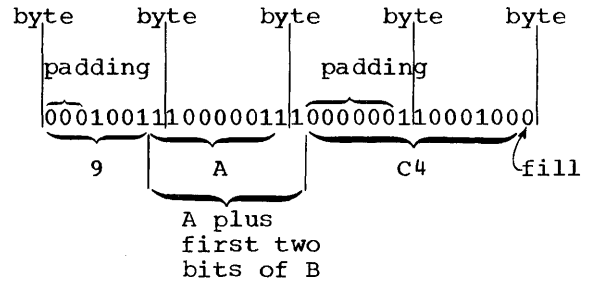 byte byte byte byte byte
padding padding
00010011100000111000000110001000
9 A C4 fill
A plus
first two
bits of B